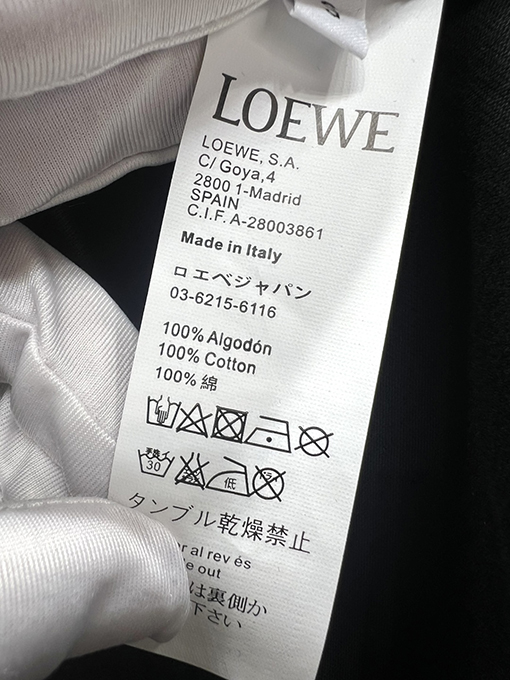 LOEWE
LOEWE, S.A.
C/ Goya,4
2800 1-Madrid
SPAIN
C.I.F. A-28003861
Made in Italy
ロエベジャパン
03-6215-6116
100% Algodón
100% Cotton
100% 綿
30
低
タンブル乾燥禁止
al rev és
out
は裏側か
下さい